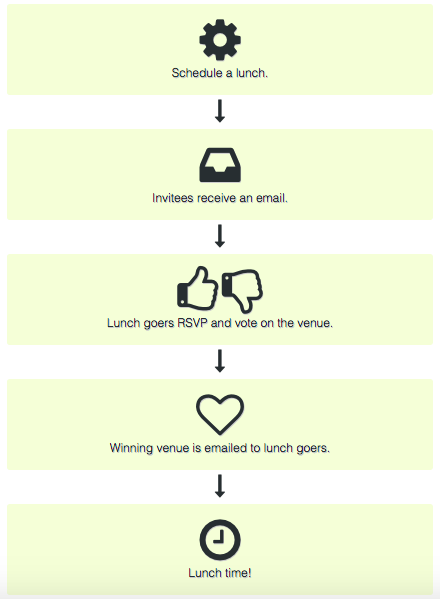 Schedule a lunch.
Invitees receive an email.
Lunch goers RSVP and vote on the venue.
Winning venue is emailed to lunch goers.
Lunch time!